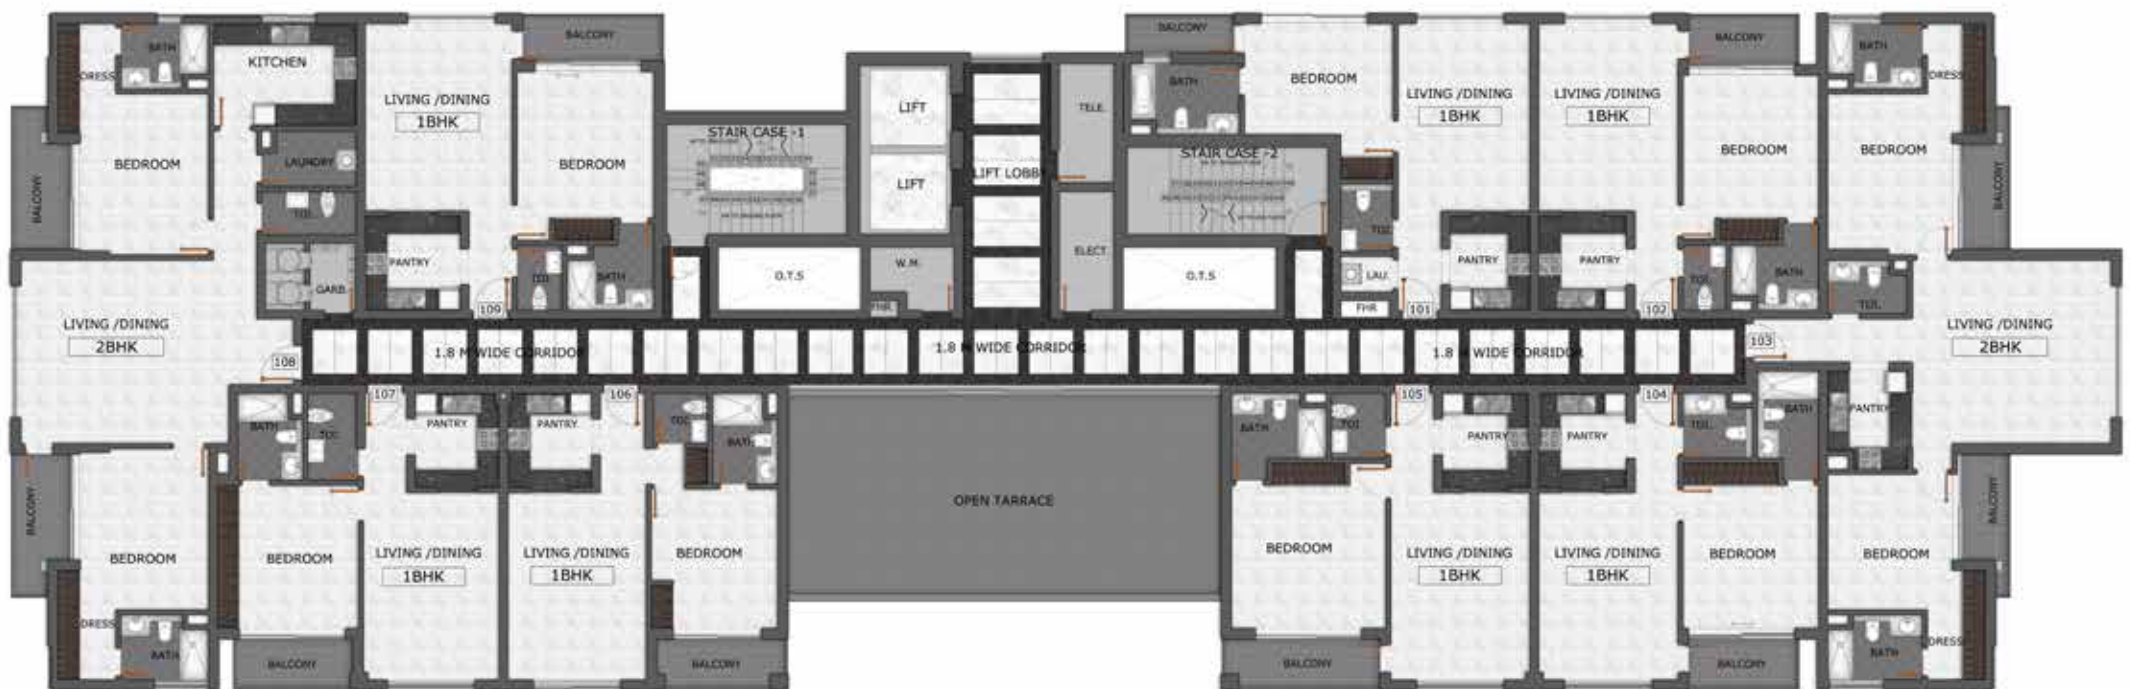 BALCONY
BALCONY
BALCONY
BATH
DRESS
KITCHEN
LIVING /DINING
1BHK
BEDROOM
BEDROOM
LAUNDRY
BALCONY
TOI.
GARB.
PANTRY
109
TOI.
BATH
STAIR CASE -1
LIFT
LIFT
LIFT LOBBY
TELE.
ELECT.
O.T.S
W.M.
FHR
BATH
BEDROOM
STAIR CASE -2
O.T.S
LIVING /DINING
1BHK
TOI.
LAU.
FHR
PANTRY
101
LIVING /DINING
1BHK
PANTRY
102
BEDROOM
TOI.
BATH
BATH
DRESS
BEDROOM
BALCONY
TOI.
LIVING /DINING
2BHK
108
1.8 M WIDE CORRIDOR
1.8 M WIDE CORRIDOR
1.8 M WIDE CORRIDOR
103
LIVING /DINING
2BHK
BATH
TOI.
107
PANTRY
PANTRY
106
TOI.
BATH
BALCONY
BEDROOM
DRESS
BATH
BEDROOM
BALCONY
LIVING /DINING
1BHK
LIVING /DINING
1BHK
BEDROOM
BALCONY
OPEN TARRACE
BATH
TOI.
105
PANTRY
PANTRY
104
TOI.
BATH
PANTRY
BEDROOM
BALCONY
LIVING /DINING
1BHK
LIVING /DINING
1BHK
BEDROOM
BALCONY
BEDROOM
BALCONY
BATH
DRESS